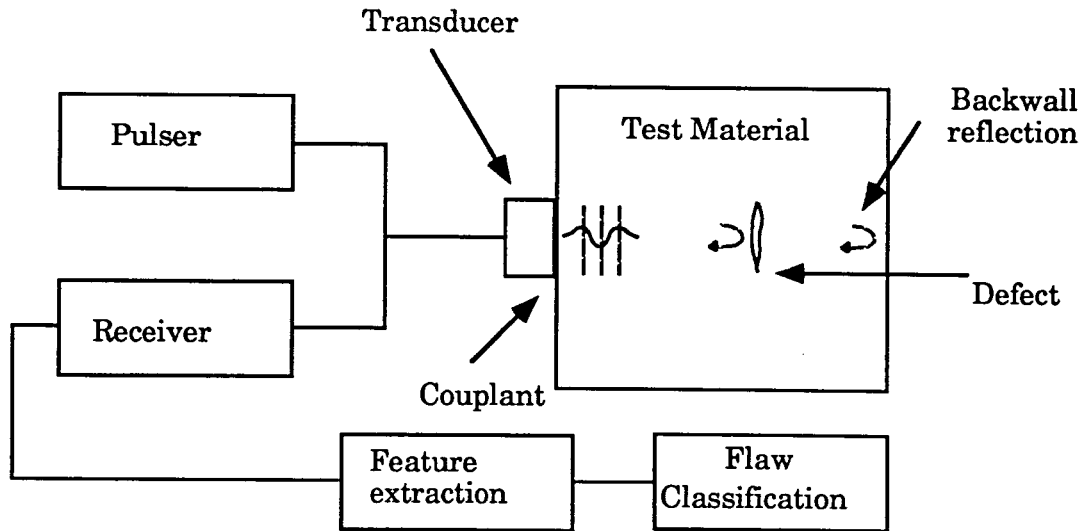 Transducer
Pulser
Test Material
Backwall
reflection
Receiver
Defect
Couplant
Feature
extraction
Flaw
Classification